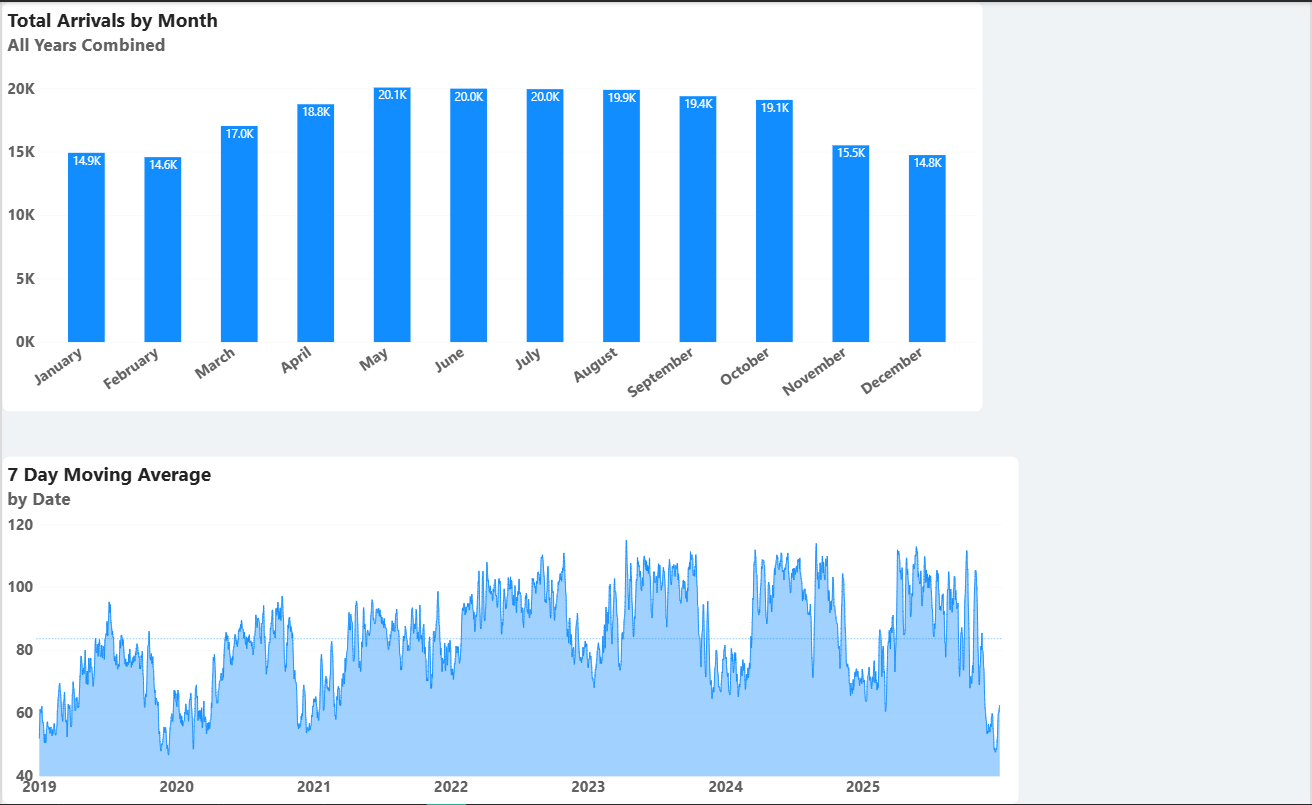 Total Arrivals by Month
All Years Combined
20K
15K
10K
5K
0K
14.9K 14.6K 17.0K 18.8K 20.1K 20.0K 20.0K 19.9K 19.4K 19.1K 15.5K 14.8K
January February March April May June July August September October November December
7 Day Moving Average
by Date
120
100
80
60
40
2019 2020 2021 2022 2023 2024 2025